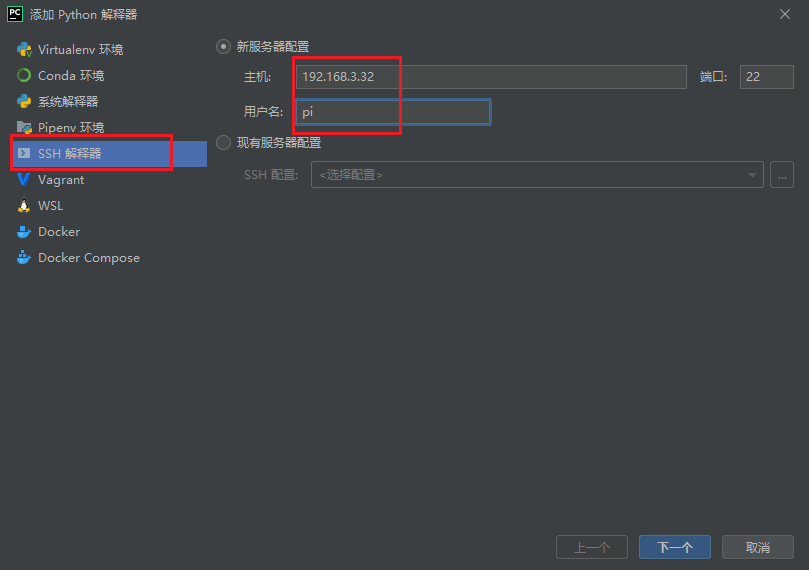 PC 添加 Python 解释器
Virtualenv 环境
Conda 环境
系统解释器
Pipenv 环境
SSH 解释器
Vagrant
WSL
Docker
Docker Compose
新服务器配置
主机: 192.168.3.32 端口: 22
用户名: pi
现有服务器配置
SSH 配置: <选择配置> ...
上一个 下一个 取消